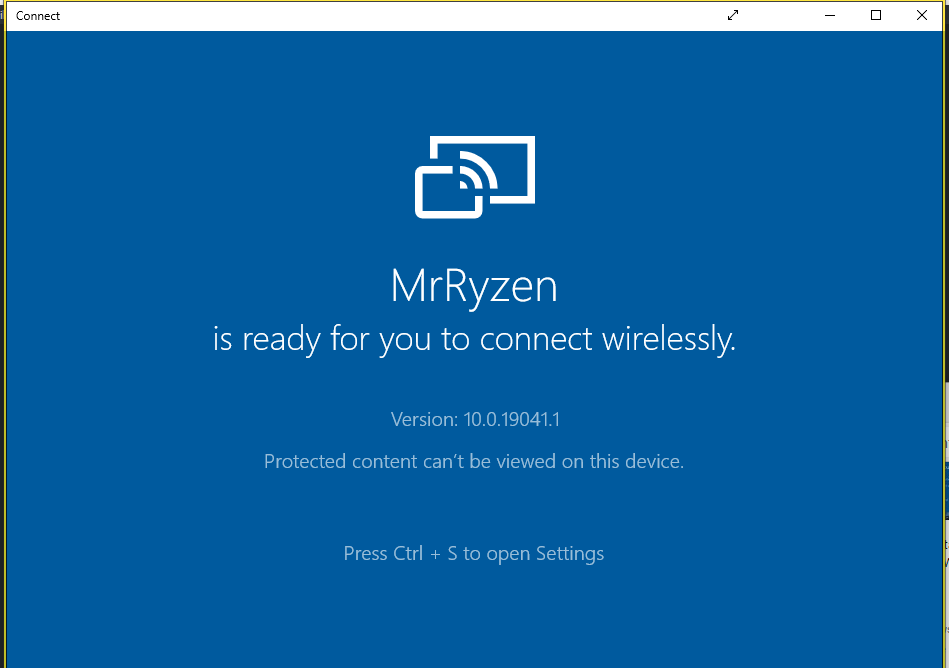 Connect
MrRyzen
is ready for you to connect wirelessly.
Version: 10.0.19041.1
Protected content can't be viewed on this device.
Press Ctrl + S to open Settings